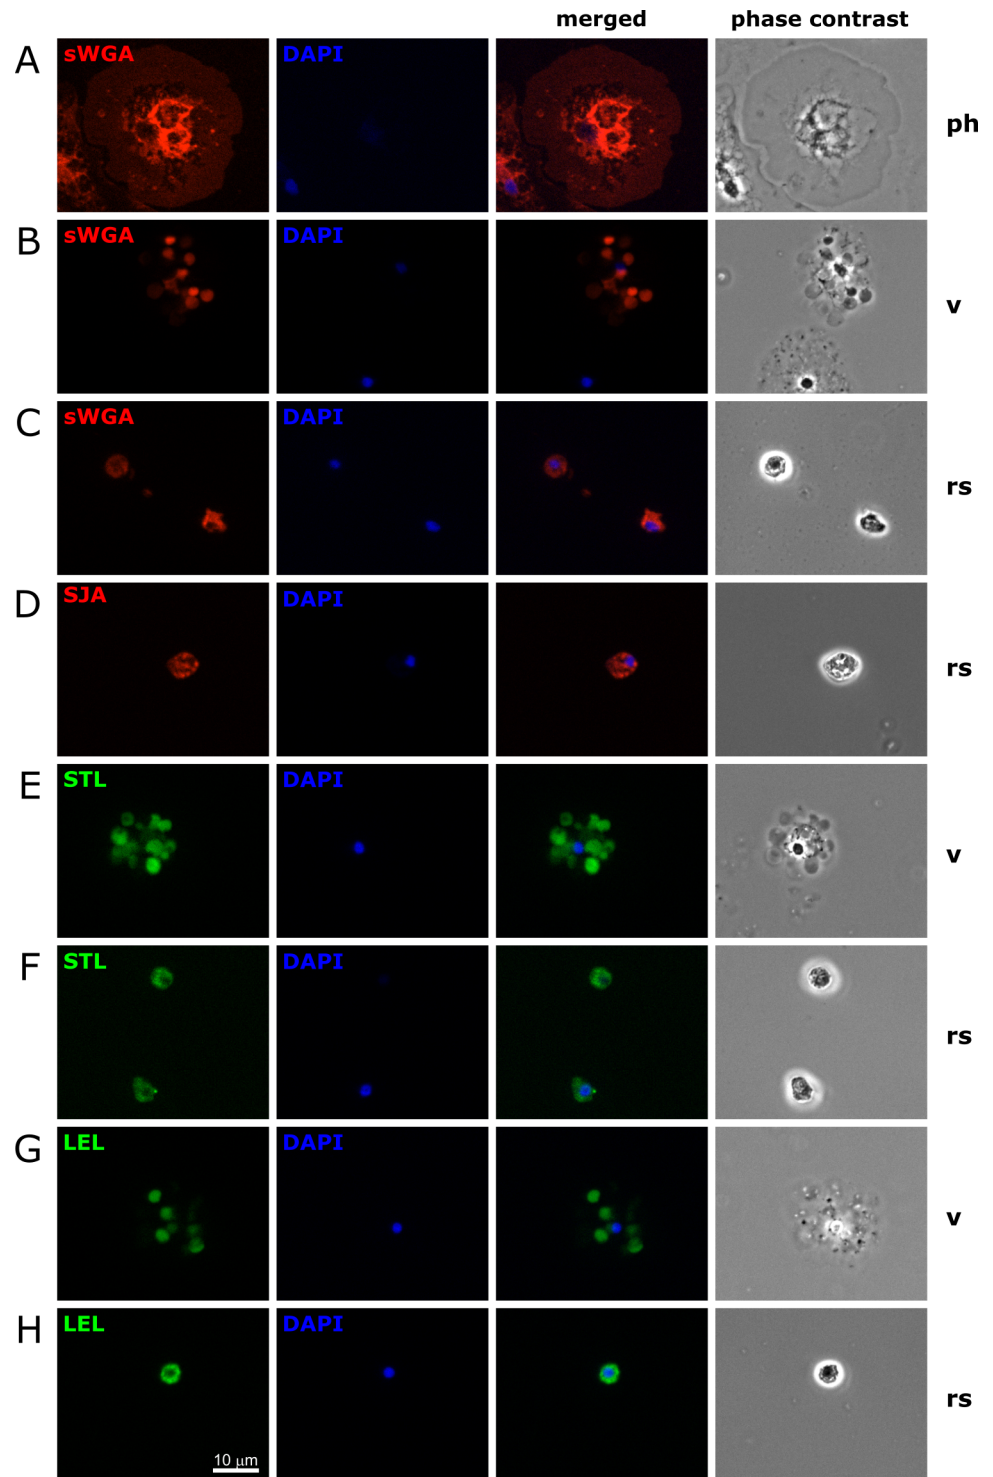 merged phase contrast
A sWGA DAPI ph
B sWGA DAPI v
C sWGA DAPI rs
D SJA DAPI rs
E STL DAPI v
F STL DAPI rs
G LEL DAPI v
H LEL DAPI rs
10 µm